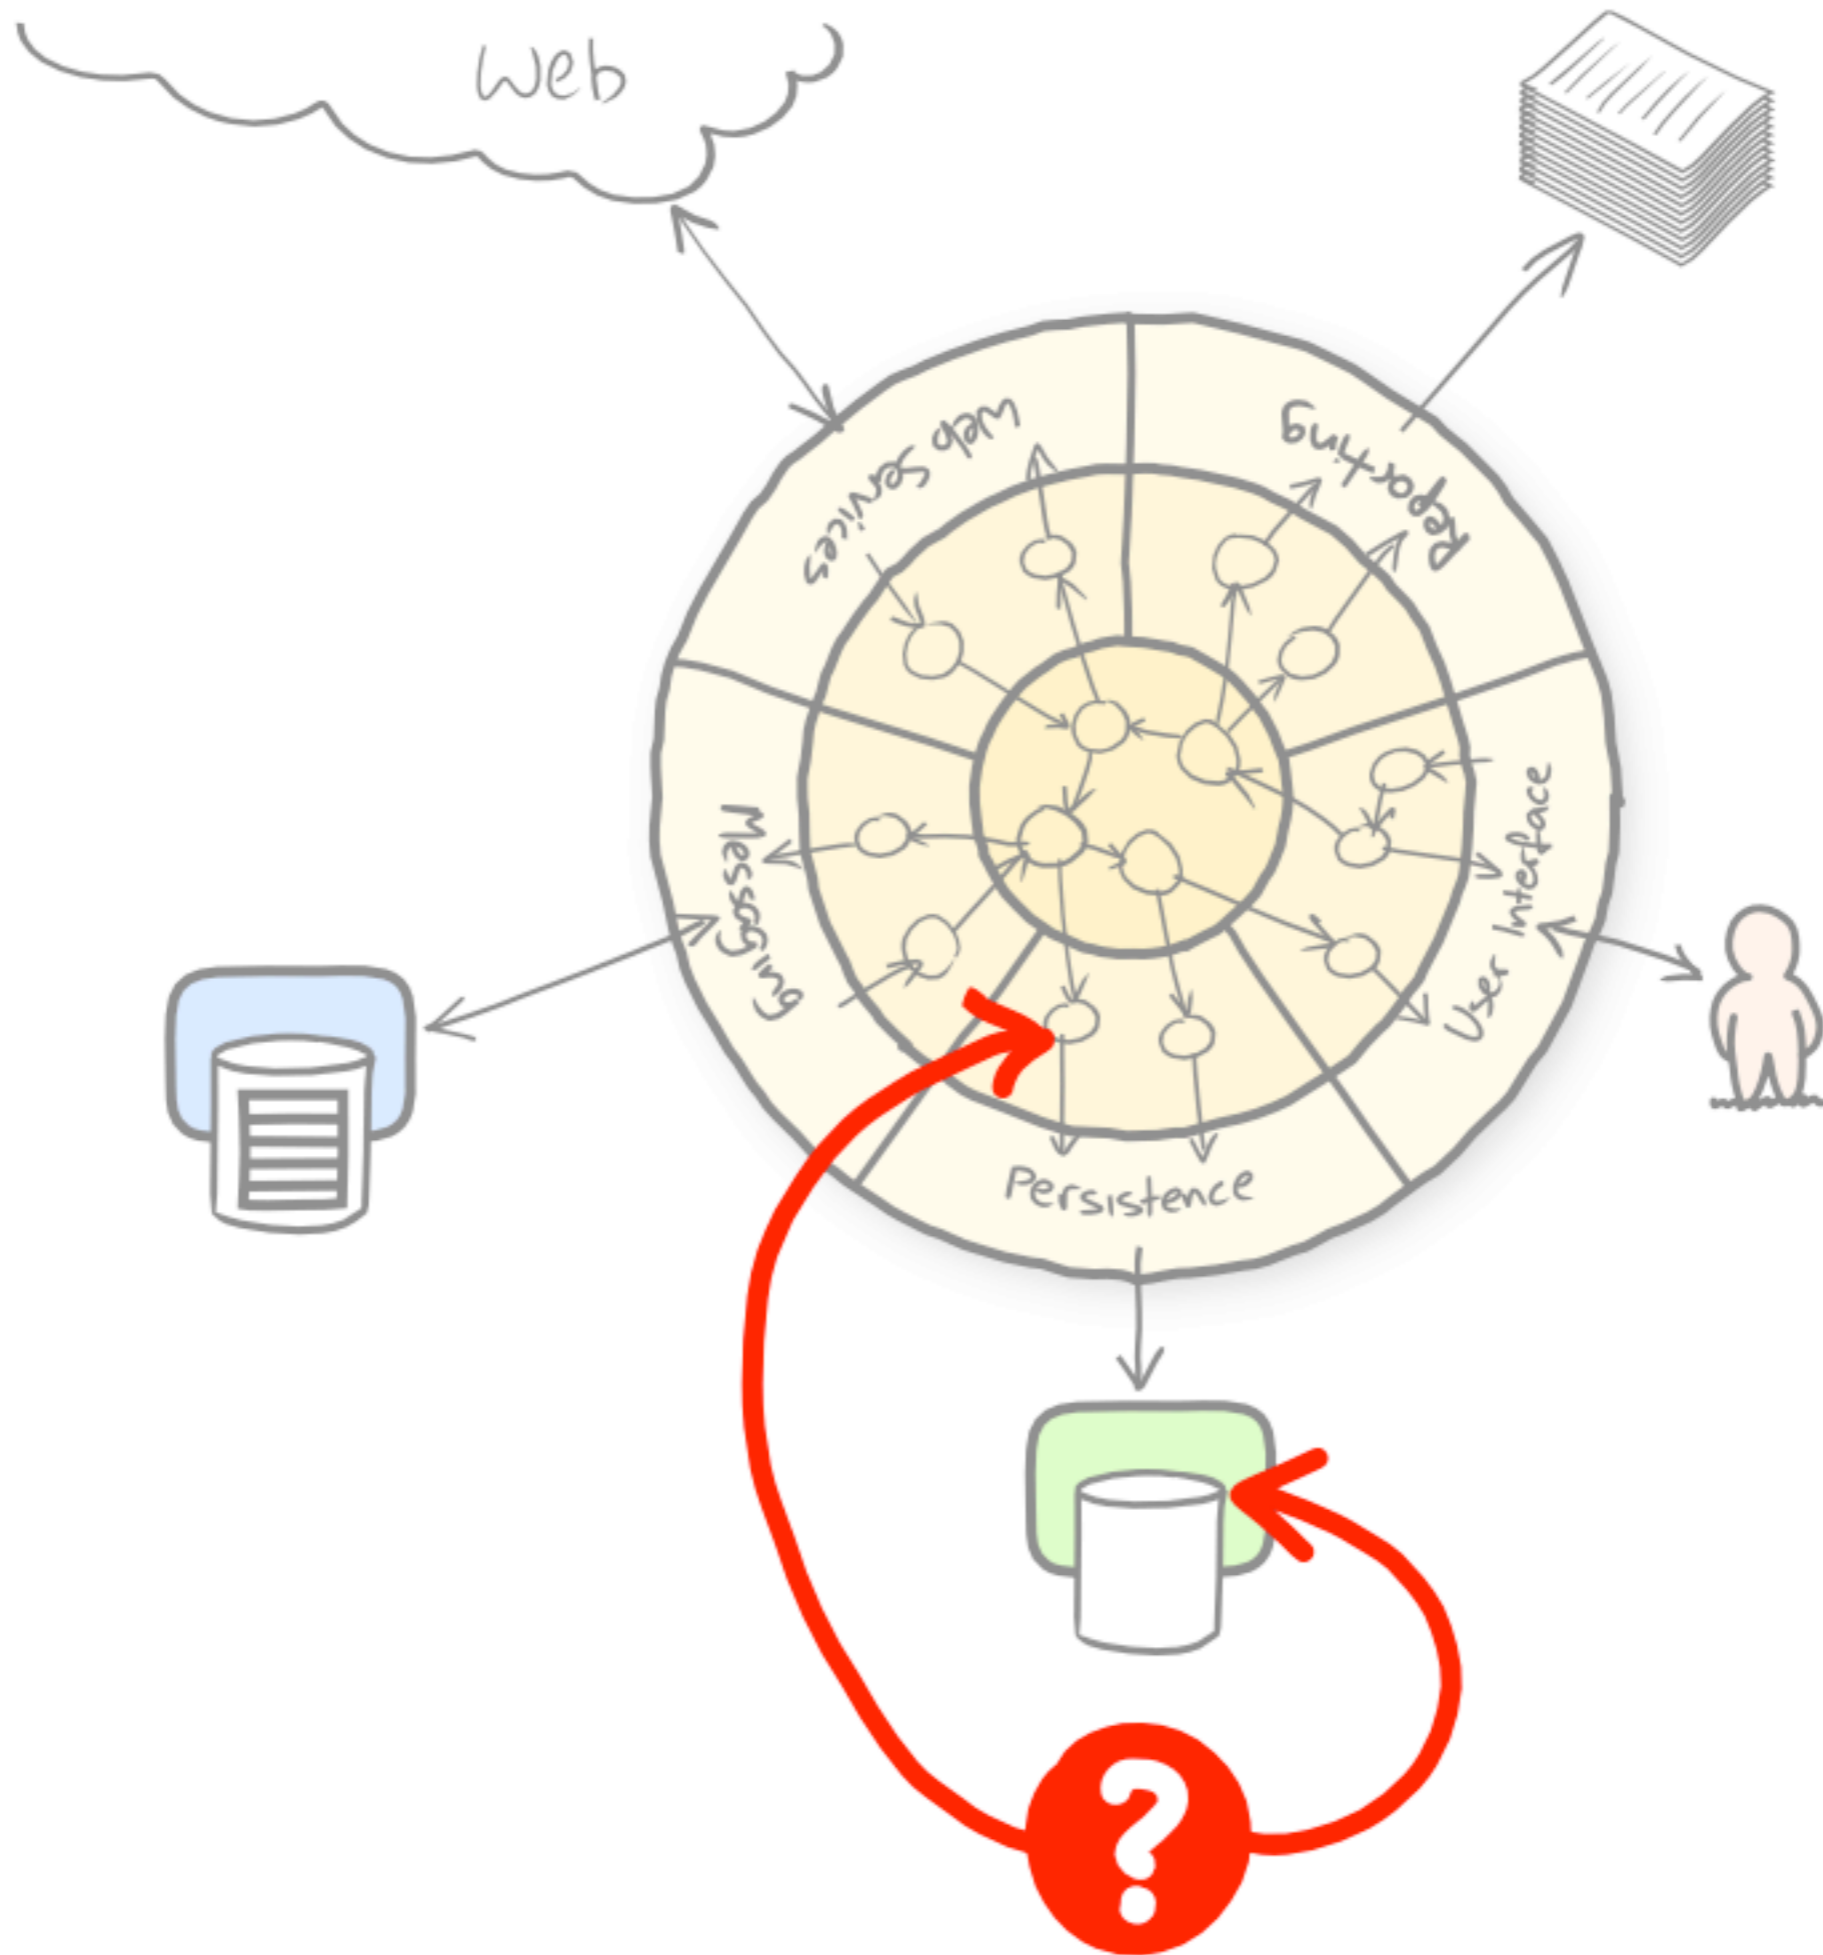 Web
Web Services
Reporting
Messaging
User Interface
Persistence
?